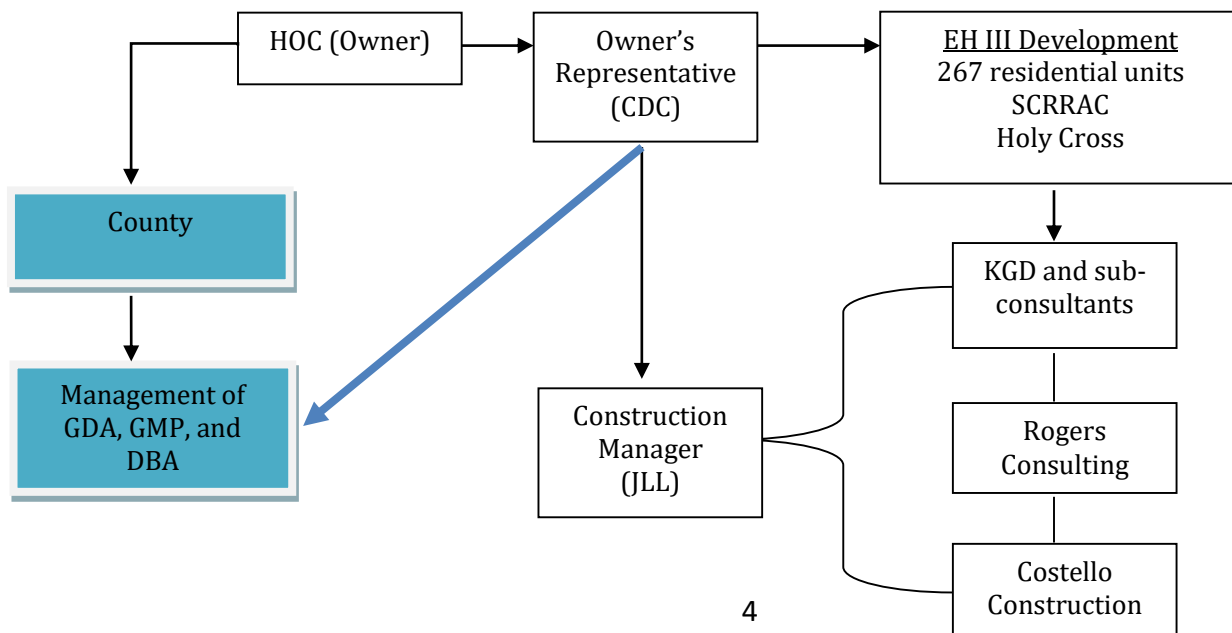 HOC (Owner)
Owner’s
Representative
(CDC)
EH III Development
267 residential units
SCRRAC
Holy Cross
County
KGD and sub-
consultants
Management of
GDA, GMP, and
DBA
Construction
Manager
(JLL)
Rogers
Consulting
Costello
Construction
4